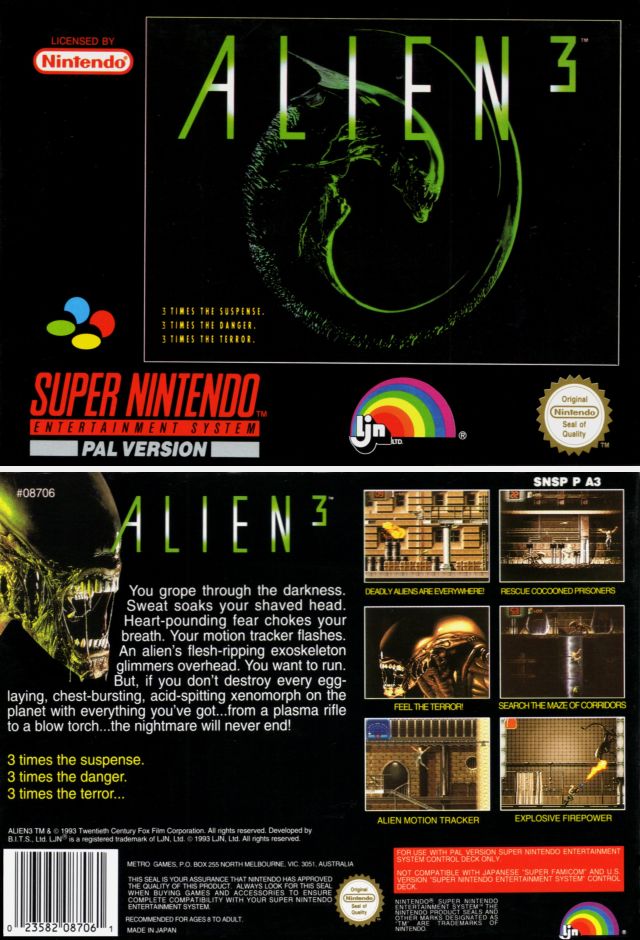 LICENSED BY
Nintendo®
ALIEN 3™
3 TIMES THE SUSPENSE.
3 TIMES THE DANGER.
3 TIMES THE TERROR.
SUPER NINTENDO™
ENTERTAINMENT SYSTEM
PAL VERSION
ljn LTD. ®
Original
Nintendo
Seal of
Quality
TM
#08706
ALIEN 3™
SNSP P A3
You grope through the darkness.
Sweat soaks your shaved head.
Heart-pounding fear chokes your
breath. Your motion tracker flashes.
An alien's flesh-ripping exoskeleton
glimmers overhead. You want to run.
But, if you don't destroy every egg-
laying, chest-bursting, acid-spitting xenomorph on the
planet with everything you've got...from a plasma rifle
to a blow torch...the nightmare will never end!
3 times the suspense.
3 times the danger.
3 times the terror...
DEADLY ALIENS ARE EVERYWHERE!
RESCUE COCOONED PRISONERS
FEEL THE TERROR!
SEARCH THE MAZE OF CORRIDORS
ALIEN MOTION TRACKER
EXPLOSIVE FIREPOWER
ALIEN3 TM & © 1993 Twentieth Century Fox Film Corporation. All rights reserved. Developed by
B.I.T.S., Ltd. LJN® is a registered trademark of LJN, Ltd. © 1993 LJN, Ltd. All rights reserved.
METRO GAMES, P.O. BOX 255 NORTH MELBOURNE, VIC. 3051, AUSTRALIA
THIS SEAL IS YOUR ASSURANCE THAT NINTENDO HAS APPROVED
THE QUALITY OF THIS PRODUCT. ALWAYS LOOK FOR THIS SEAL
WHEN BUYING GAMES AND ACCESSORIES TO ENSURE
COMPLETE COMPATIBILITY WITH YOUR SUPER NINTENDO
ENTERTAINMENT SYSTEM.
RECOMMENDED FOR AGES 8 TO ADULT.
MADE IN JAPAN
0 23582 08706 1
Original
Nintendo
Seal of
Quality
FOR USE WITH PAL VERSION SUPER NINTENDO ENTERTAINMENT
SYSTEM CONTROL DECK ONLY.
NOT COMPATIBLE WITH JAPANESE "SUPER FAMICOM" AND U.S.
VERSION "SUPER NINTENDO ENTERTAINMENT SYSTEM" CONTROL
DECK.
NINTENDO®, SUPER NINTENDO
ENTERTAINMENT SYSTEM™ THE
NINTENDO PRODUCT SEALS AND
OTHER MARKS DESIGNATED AS
"TM" ARE TRADEMARKS OF
NINTENDO.
ljn ®